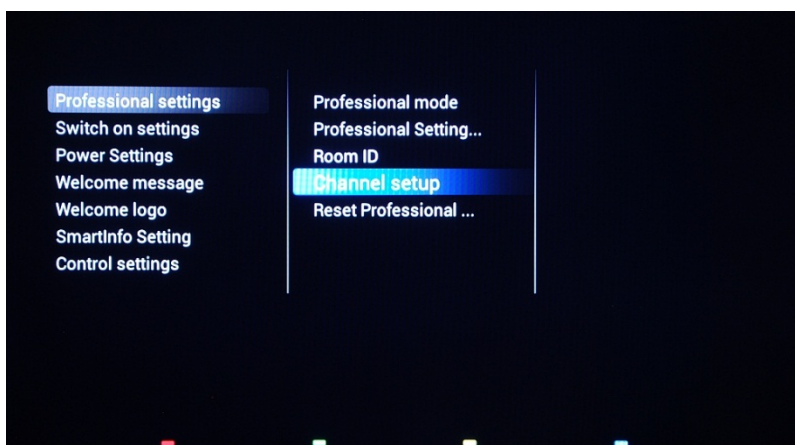 Professional settings
Switch on settings
Power Settings
Welcome message
Welcome logo
SmartInfo Setting
Control settings
Professional mode
Professional Setting...
Room ID
Channel setup
Reset Professional ...